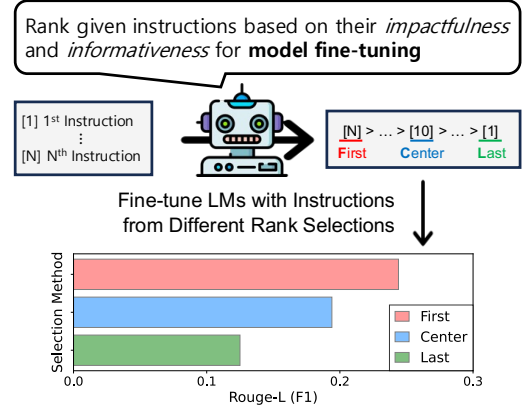 Rank given instructions based on their impactfulness
and informativeness for model fine-tuning
[1] 1st Instruction
⋮
[N] Nth Instruction
[N] > ... > [10] > ... > [1]
First Center Last
Fine-tune LMs with Instructions
from Different Rank Selections
Selection Method
First
Center
Last
0.0 0.1 0.2 0.3
Rouge-L (F1)